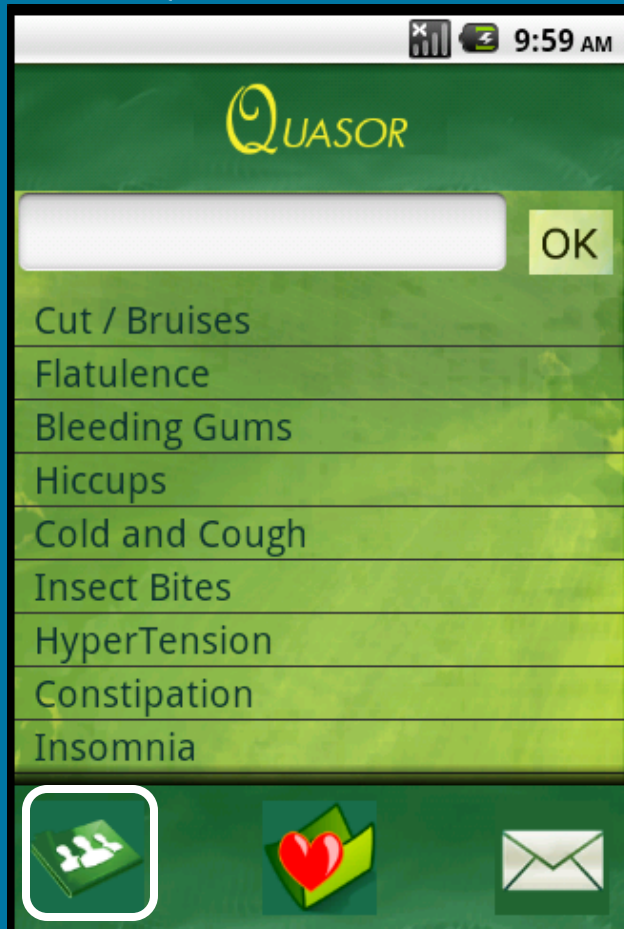 9:59 AM
QUASOR
OK
Cut / Bruises
Flatulence
Bleeding Gums
Hiccups
Cold and Cough
Insect Bites
HyperTension
Constipation
Insomnia